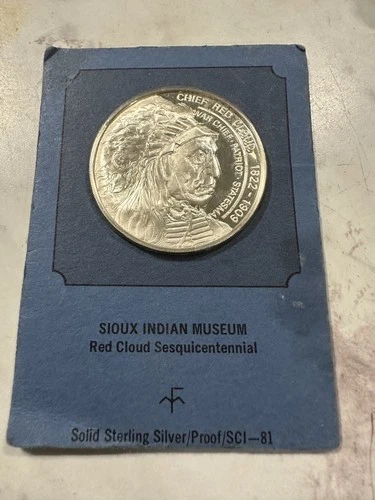 CHIEF RED CLOUD
WAR CHIEF · PATRIOT · STATESMAN
1822 - 1909
SIOUX INDIAN MUSEUM
Red Cloud Sesquicentennial
Solid Sterling Silver/Proof/SCI—81